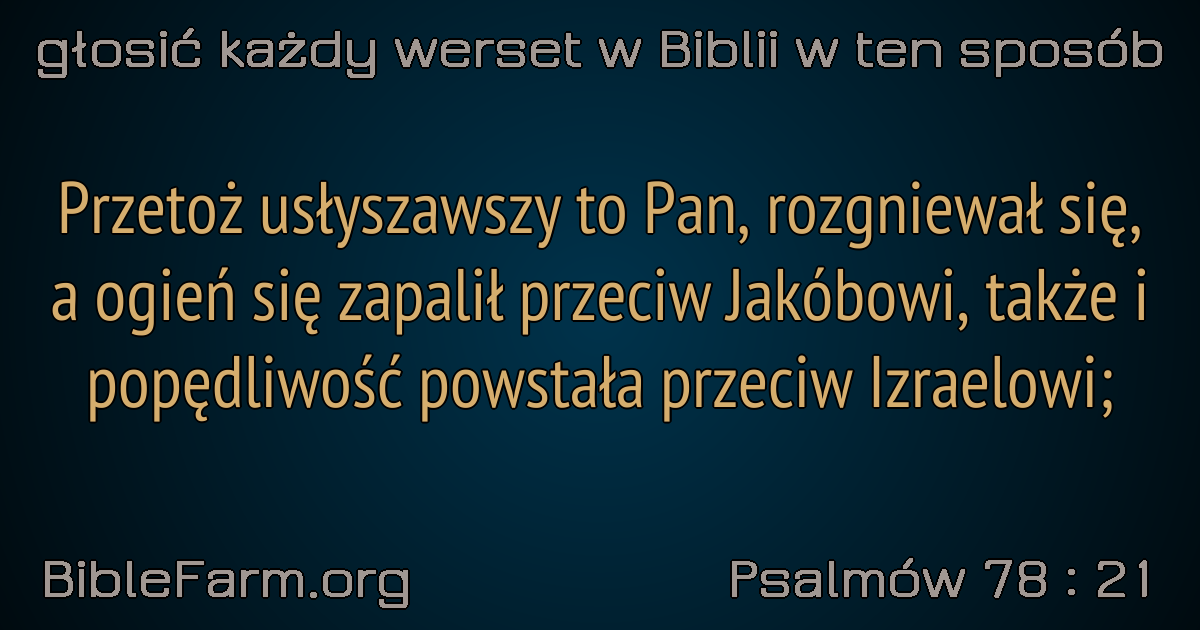 głosić każdy werset w Biblii w ten sposób
Przetoż usłyszawszy to Pan, rozgniewał się,
a ogień się zapalił przeciw Jakóbowi, także i
popędliwość powstała przeciw Izraelowi;
BibleFarm.org
Psalmów 78 : 21